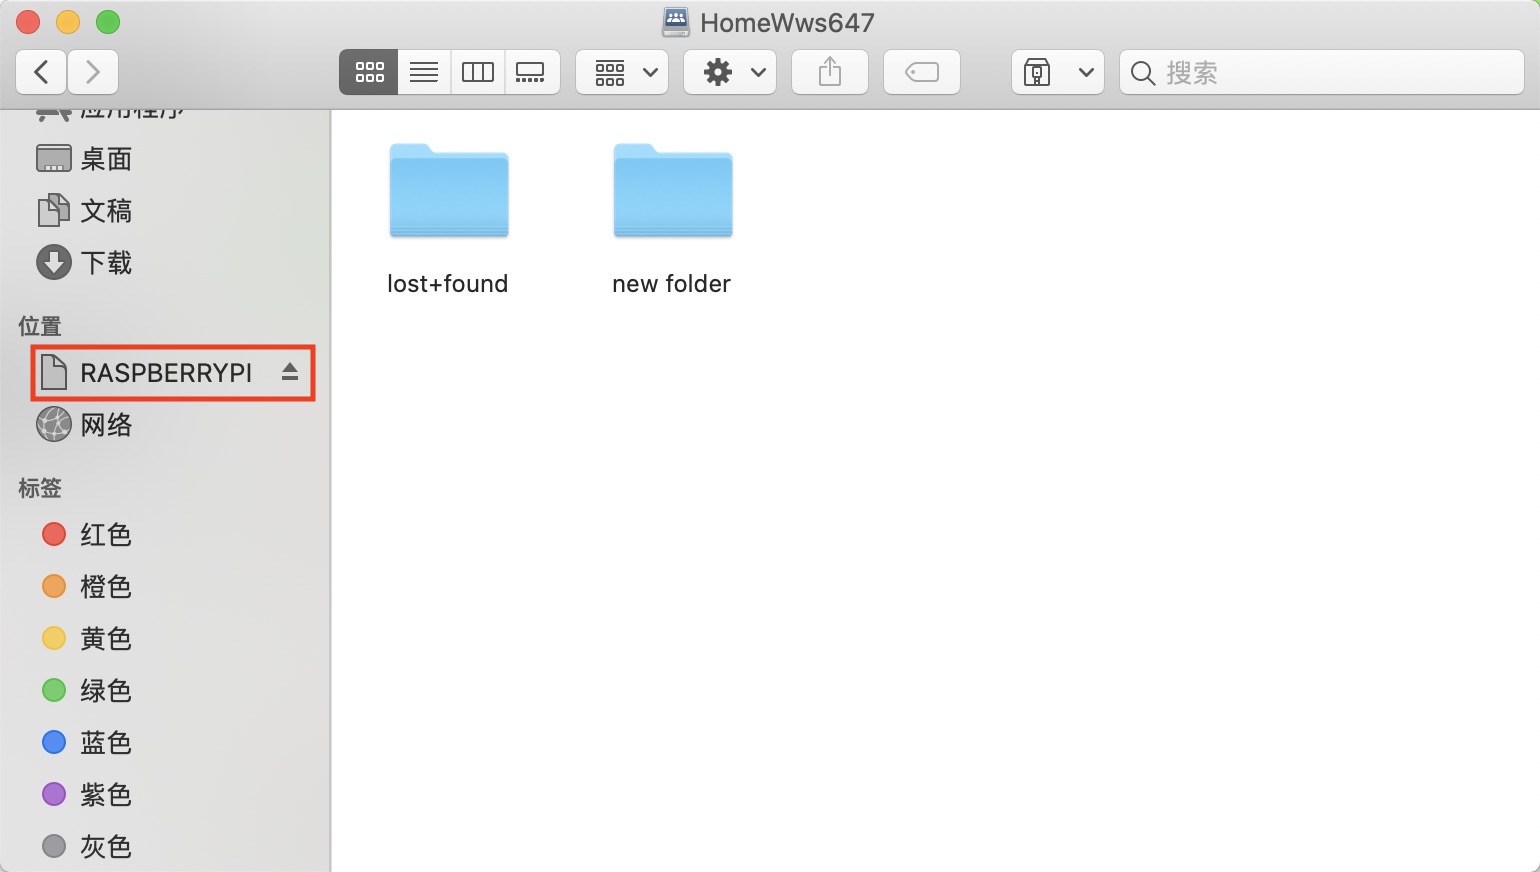 HomeWws647
搜索
应用程序
桌面
文稿
下载
位置
RASPBERRYPI
网络
标签
红色
橙色
黄色
绿色
蓝色
紫色
灰色
lost+found
new folder